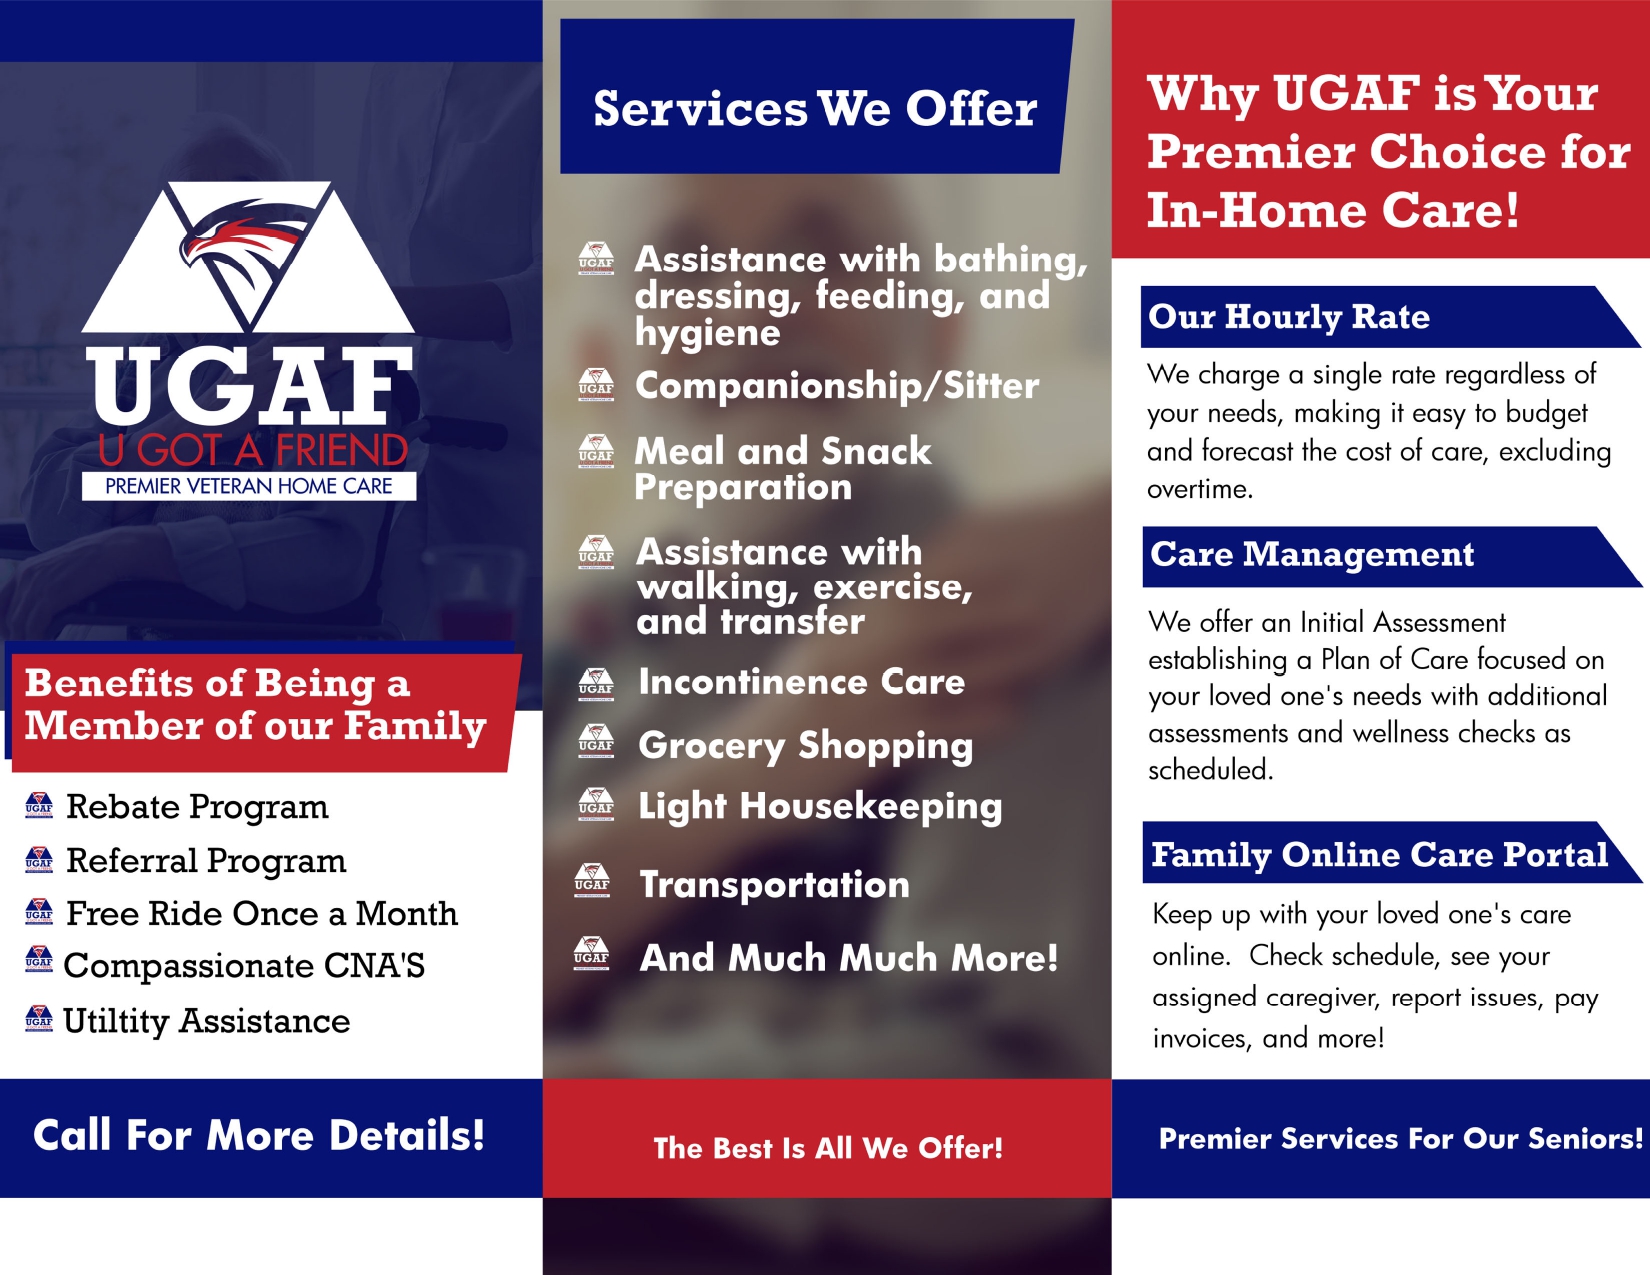 UGAF
U GOT A FRIEND
PREMIER VETERAN HOME CARE
Benefits of Being a
Member of our Family
Rebate Program
Referral Program
Free Ride Once a Month
Compassionate CNA'S
Utiltity Assistance
Call For More Details!
Services We Offer
Assistance with bathing,
dressing, feeding, and
hygiene
Companionship/Sitter
Meal and Snack
Preparation
Assistance with
walking, exercise,
and transfer
Incontinence Care
Grocery Shopping
Light Housekeeping
Transportation
And Much Much More!
The Best Is All We Offer!
Why UGAF is Your
Premier Choice for
In-Home Care!
Our Hourly Rate
We charge a single rate regardless of
your needs, making it easy to budget
and forecast the cost of care, excluding
overtime.
Care Management
We offer an Initial Assessment
establishing a Plan of Care focused on
your loved one's needs with additional
assessments and wellness checks as
scheduled.
Family Online Care Portal
Keep up with your loved one's care
online.  Check schedule, see your
assigned caregiver, report issues, pay
invoices, and more!
Premier Services For Our Seniors!